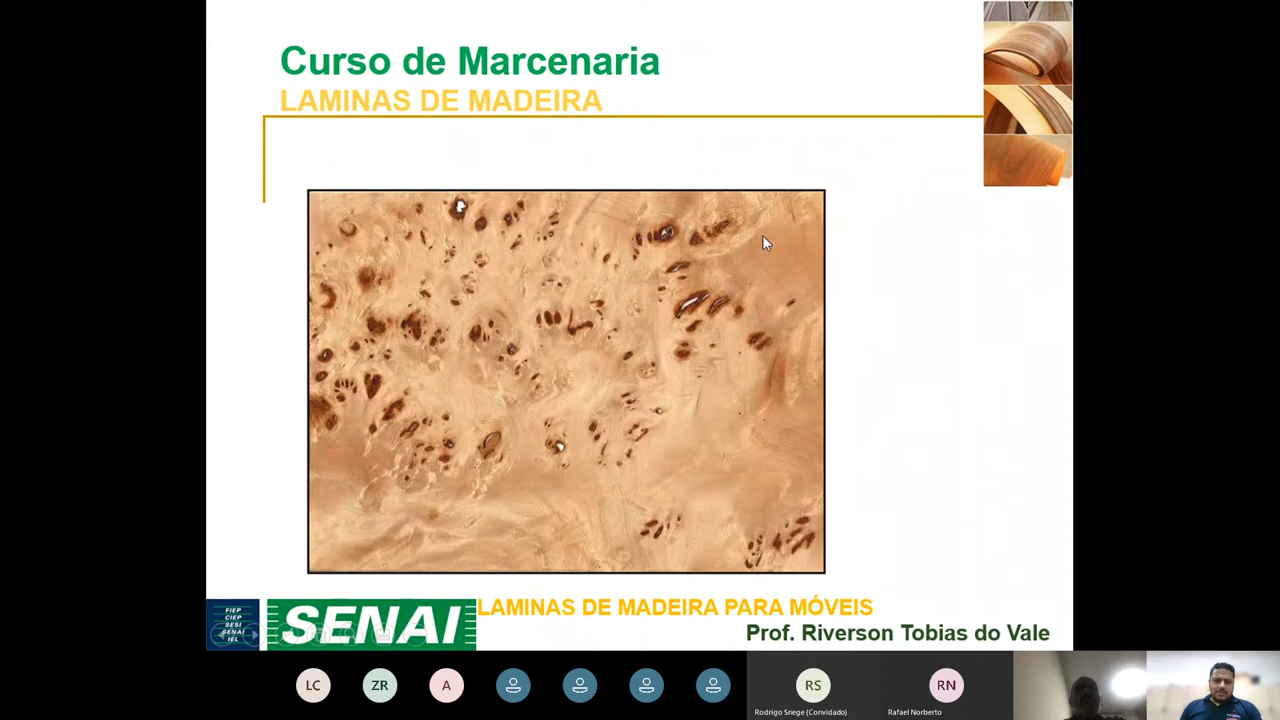 Curso de Marcenaria
LAMINAS DE MADEIRA
FIEP
CIEP
SESI
SENAI
IEL
SENAI
LAMINAS DE MADEIRA PARA MÓVEIS
Prof. Riverson Tobias do Vale
LC
ZR
A
RS
RN
Rodrigo Snege (Convidado)
Rafael Norberto